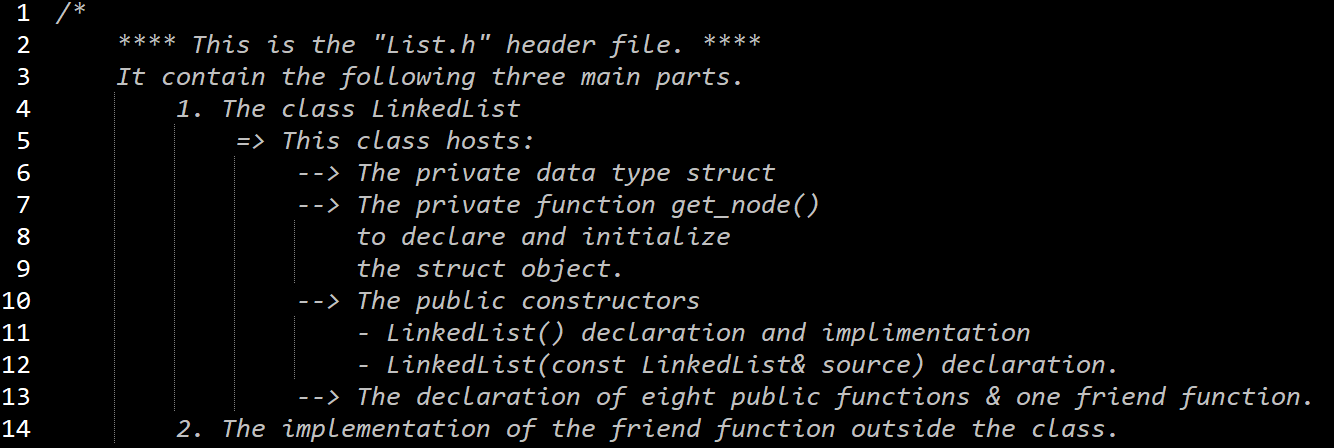 1 /*
2 **** This is the "List.h" header file. ****
3 It contain the following three main parts.
4 1. The class LinkedList
5 => This class hosts:
6 --> The private data type struct
7 --> The private function get_node()
8 to declare and initialize
9 the struct object.
10 --> The public constructors
11 - LinkedList() declaration and implimentation
12 - LinkedList(const LinkedList& source) declaration.
13 --> The declaration of eight public functions & one friend function.
14 2. The implementation of the friend function outside the class.